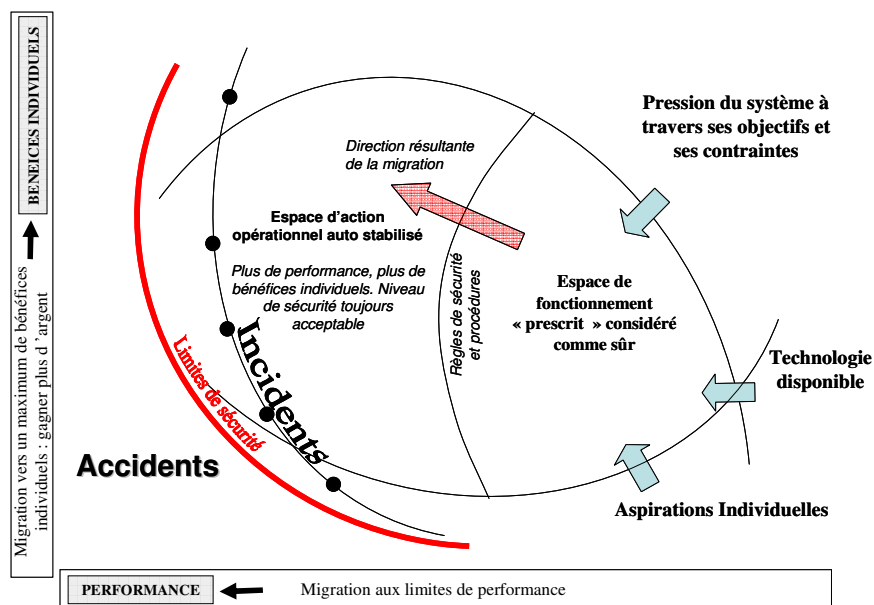 BENEICES INDIVIDUELS
Migration vers un maximum de bénéfices
individuels : gagner plus d ’argent
Pression du système à
travers ses objectifs et
ses contraintes
Direction résultante
de la migration
Espace d’action
opérationnel auto stabilisé
Plus de performance, plus de
bénéfices individuels. Niveau
de sécurité toujours
acceptable
Règles de sécurité
et procédures
Espace de
fonctionnement
« prescrit » considéré
comme sûr
Technologie
disponible
Incidents
Limites de sécurité
Accidents
Aspirations Individuelles
PERFORMANCE
Migration aux limites de performance